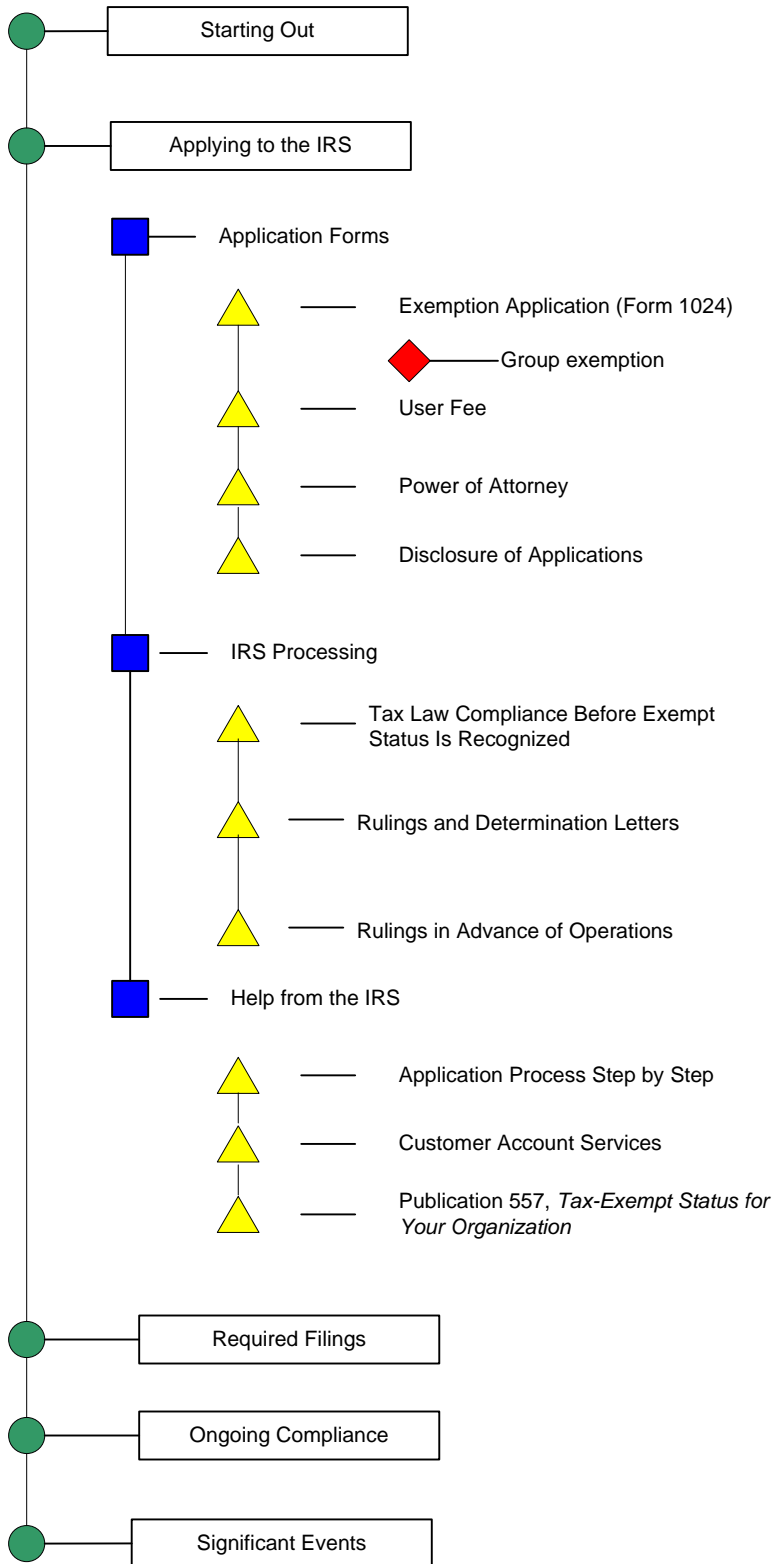 Starting Out
Applying to the IRS
Application Forms
Exemption Application (Form 1024)
Group exemption
User Fee
Power of Attorney
Disclosure of Applications
IRS Processing
Tax Law Compliance Before Exempt
Status Is Recognized
Rulings and Determination Letters
Rulings in Advance of Operations
Help from the IRS
Application Process Step by Step
Customer Account Services
Publication 557, Tax-Exempt Status for
Your Organization
Required Filings
Ongoing Compliance
Significant Events